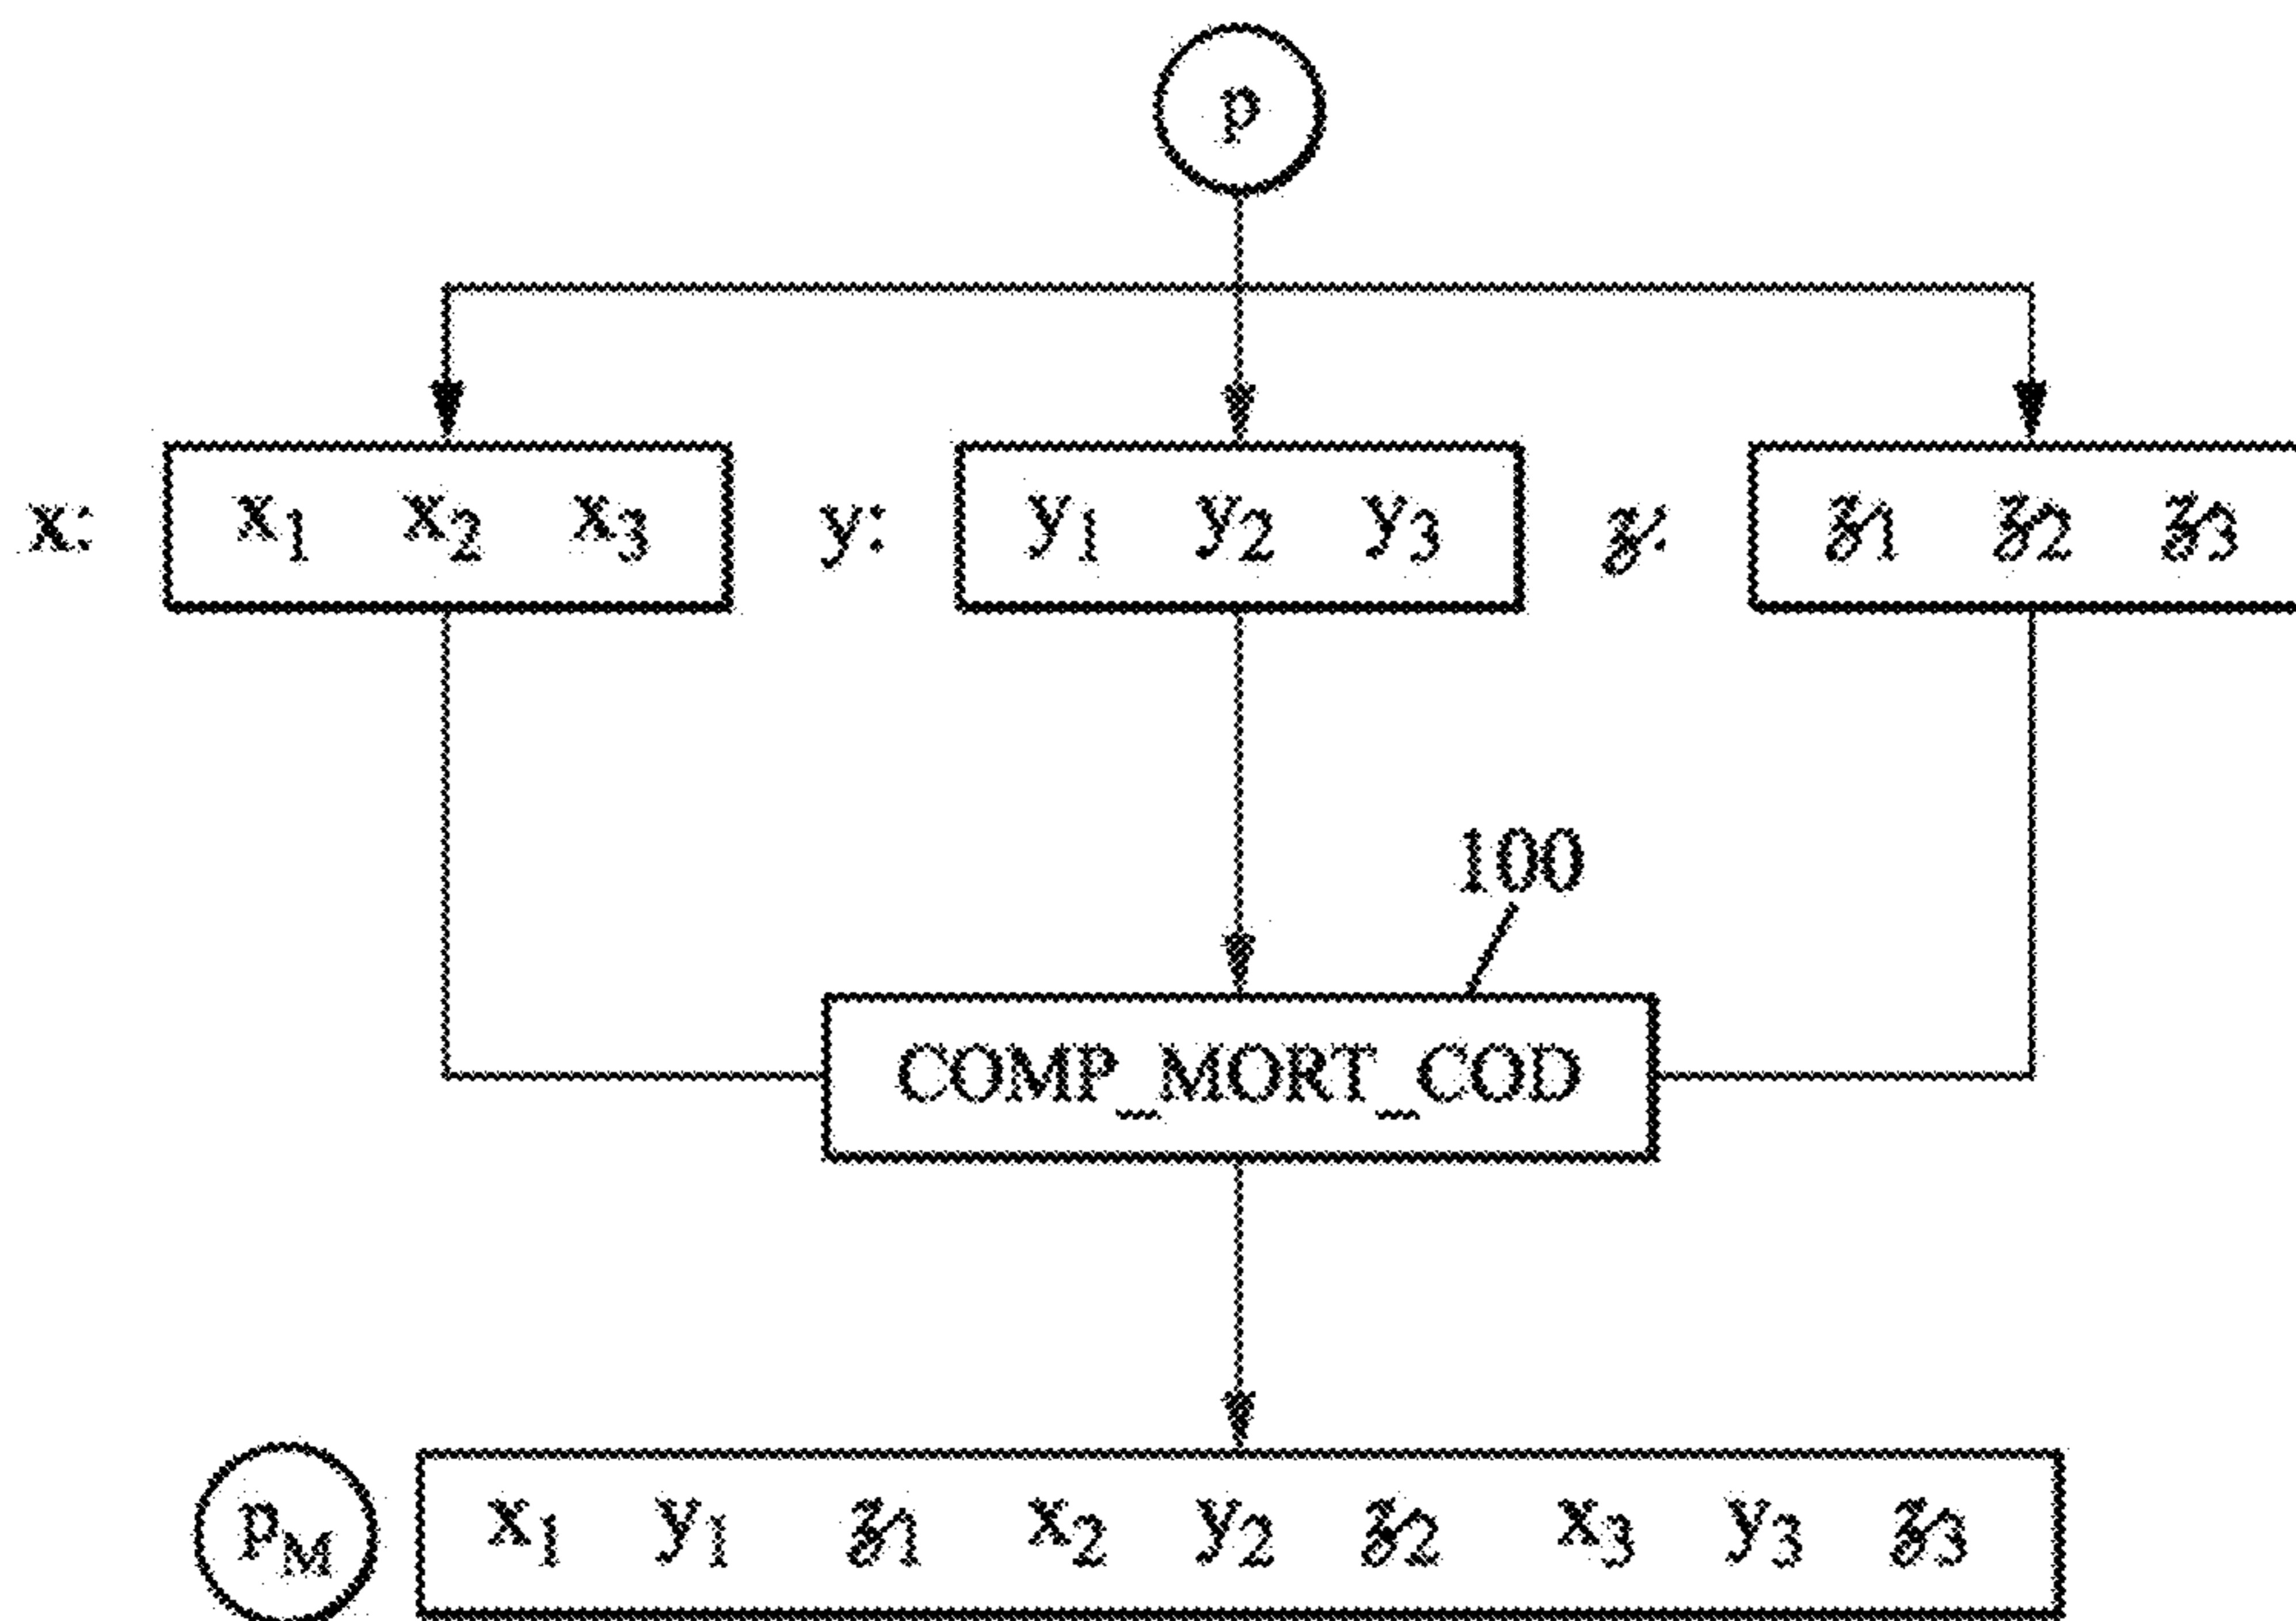 p
x: x₁ x₂ x₃ y: y₁ y₂ y₃ z: z₁ z₂ z₃
100
COMP_MORT_COD
p_M x₁ y₁ z₁ x₂ y₂ z₂ x₃ y₃ z₃